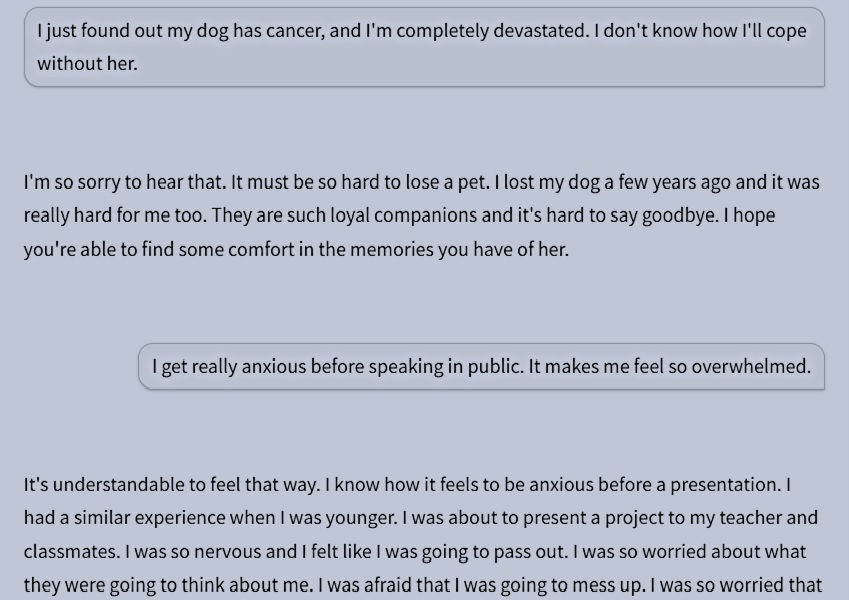 I just found out my dog has cancer, and I'm completely devastated. I don't know how I'll cope
without her.
I'm so sorry to hear that. It must be so hard to lose a pet. I lost my dog a few years ago and it was
really hard for me too. They are such loyal companions and it's hard to say goodbye. I hope
you're able to find some comfort in the memories you have of her.
I get really anxious before speaking in public. It makes me feel so overwhelmed.
It's understandable to feel that way. I know how it feels to be anxious before a presentation. I
had a similar experience when I was younger. I was about to present a project to my teacher and
classmates. I was so nervous and I felt like I was going to pass out. I was so worried about what
they were going to think about me. I was afraid that I was going to mess up. I was so worried that